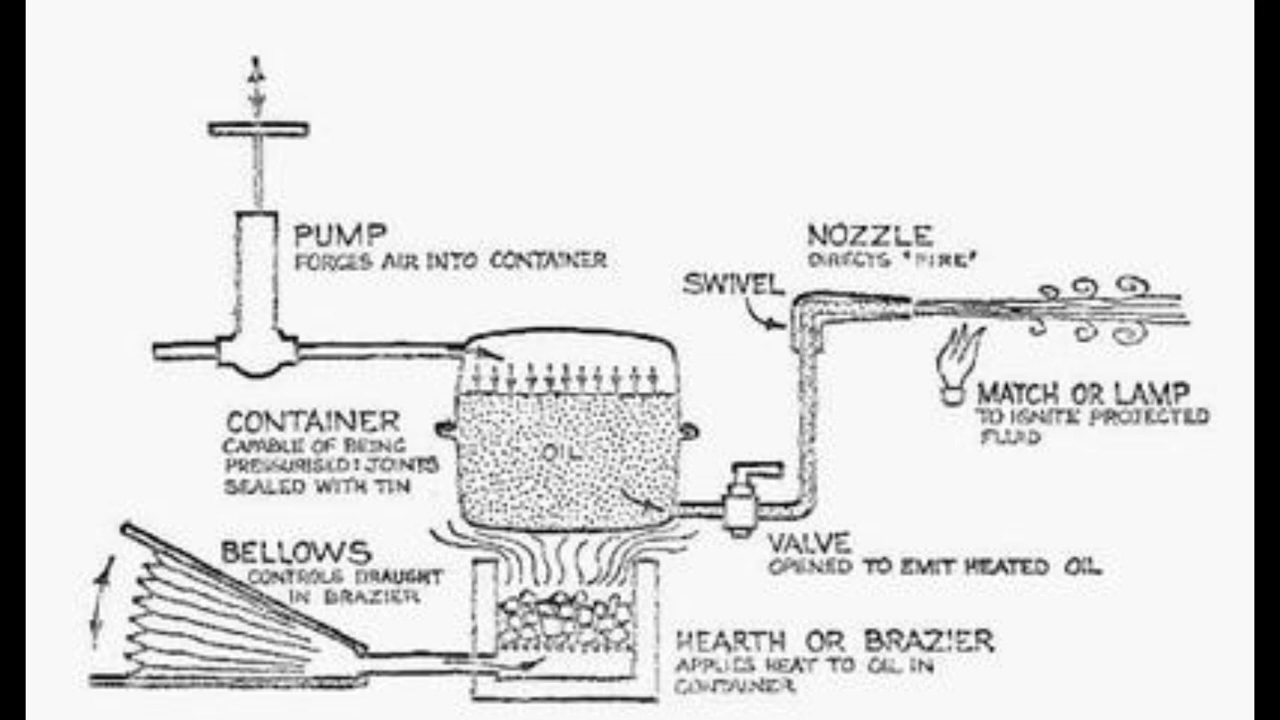 PUMP
FORCES AIR INTO CONTAINER
NOZZLE
DIRECTS "FIRE"
SWIVEL
MATCH OR LAMP
TO IGNITE PROJECTED
FLUID
CONTAINER
CAPABLE OF BEING
PRESSURISED: JOINTS
SEALED WITH TIN
OIL
BELLOWS
CONTROLS DRAUGHT
IN BRAZIER
VALVE
OPENED TO EMIT HEATED OIL
HEARTH OR BRAZIER
APPLIES HEAT TO OIL IN
CONTAINER